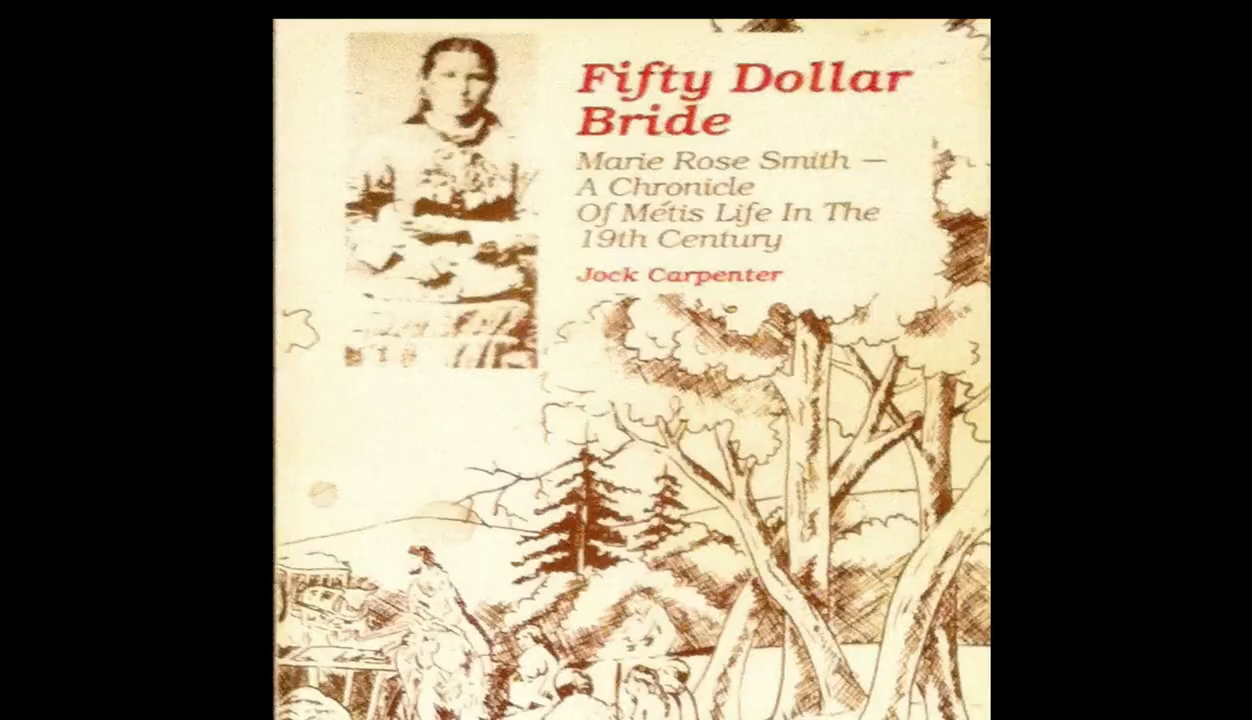 Fifty Dollar
Bride
Marie Rose Smith —
A Chronicle
Of Métis Life In The
19th Century
Jock Carpenter